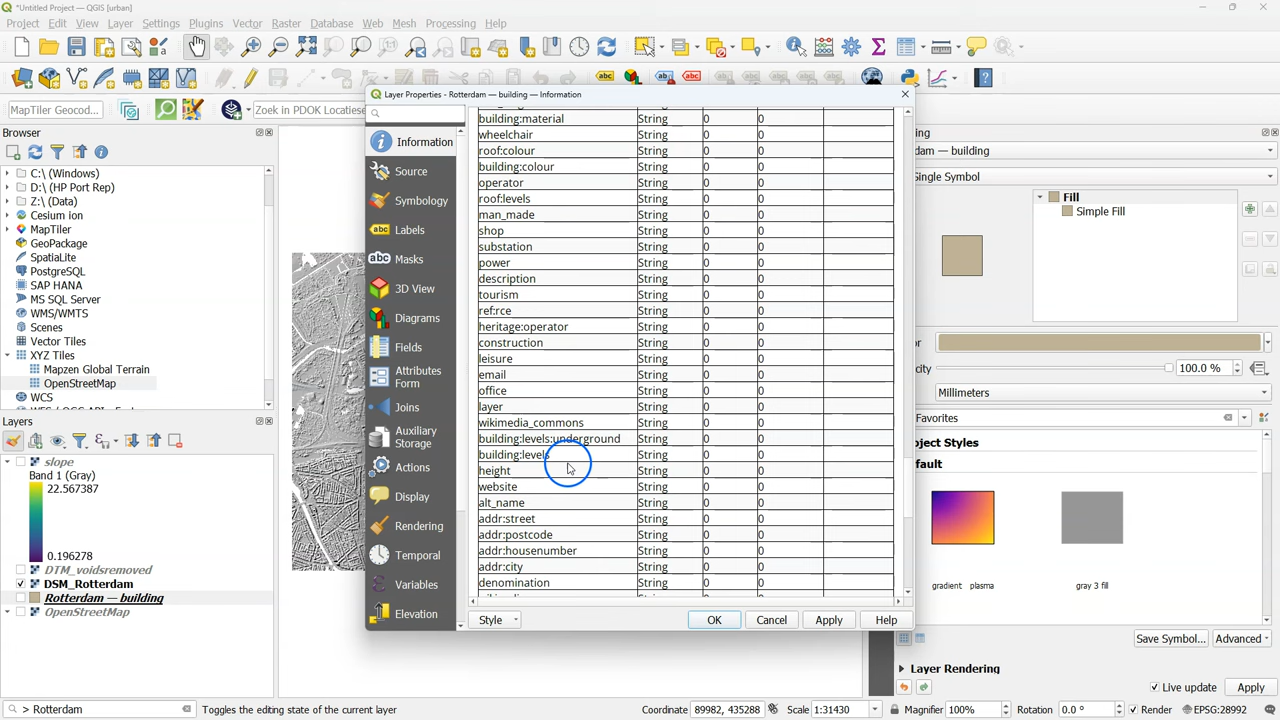 *Untitled Project — QGIS [urban]
Project Edit View Layer Settings Plugins Vector Raster Database Web Mesh Processing Help
MapTiler Geocod...
Zoek in PDOK Locaties
Browser
C:\ (Windows)
D:\ (HP Port Rep)
Z:\ (Data)
Cesium ion
MapTiler
GeoPackage
SpatiaLite
PostgreSQL
SAP HANA
MS SQL Server
WMS/WMTS
Scenes
Vector Tiles
XYZ Tiles
Mapzen Global Terrain
OpenStreetMap
WCS
Layers
slope
Band 1 (Gray)
22.567387
0.196278
DTM_voidsremoved
DSM_Rotterdam
Rotterdam — building
OpenStreetMap
Layer Properties - Rotterdam — building — Information
Information
Source
Symbology
Labels
Masks
3D View
Diagrams
Fields
Attributes
Form
Joins
Auxiliary
Storage
Actions
Display
Rendering
Temporal
Variables
Elevation
building:material String 0 0
wheelchair String 0 0
roof:colour String 0 0
building:colour String 0 0
operator String 0 0
roof:levels String 0 0
man_made String 0 0
shop String 0 0
substation String 0 0
power String 0 0
description String 0 0
tourism String 0 0
ref:rce String 0 0
heritage:operator String 0 0
construction String 0 0
leisure String 0 0
email String 0 0
office String 0 0
layer String 0 0
wikimedia_commons String 0 0
building:levels:underground String 0 0
building:levels String 0 0
height String 0 0
website String 0 0
alt_name String 0 0
addr:street String 0 0
addr:postcode String 0 0
addr:housenumber String 0 0
addr:city String 0 0
denomination String 0 0
Style OK Cancel Apply Help
ing
dam — building
Single Symbol
Fill
Simple Fill
or
city 100.0 %
Millimeters
Favorites
oject Styles
fault
gradient plasma
gray 3 fill
Save Symbol... Advanced
Layer Rendering
Live update Apply
> Rotterdam
Toggles the editing state of the current layer
Coordinate 89982, 435288 Scale 1:31430 Magnifier 100% Rotation 0.0 ° Render EPSG:28992